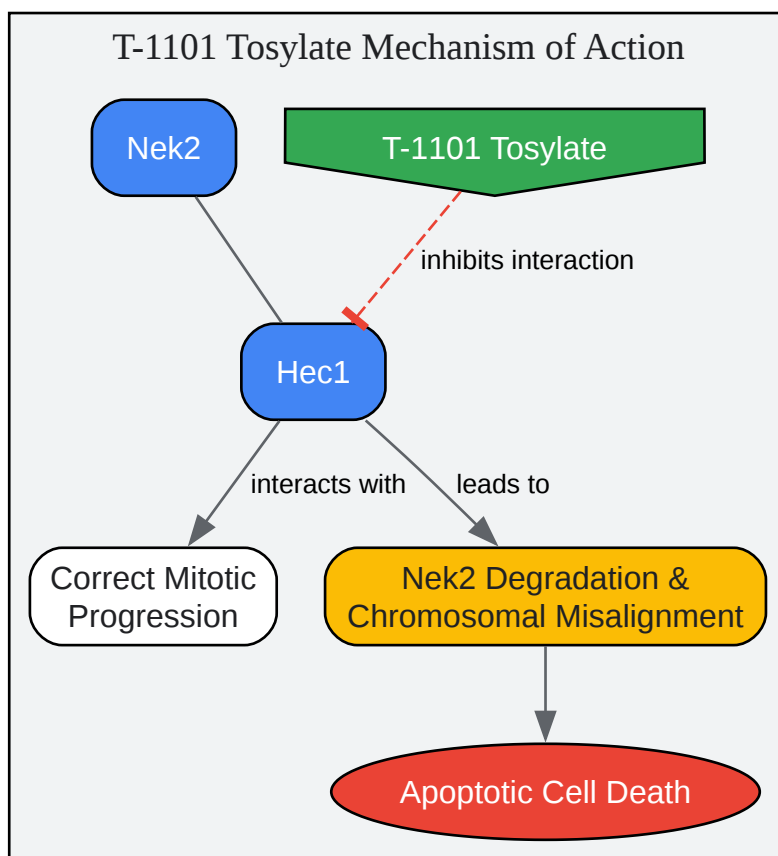 T-1101 Tosylate Mechanism of Action
Nek2
T-1101 Tosylate
inhibits interaction
Hec1
interacts with
leads to
Correct Mitotic
Progression
Nek2 Degradation &
Chromosomal Misalignment
Apoptotic Cell Death